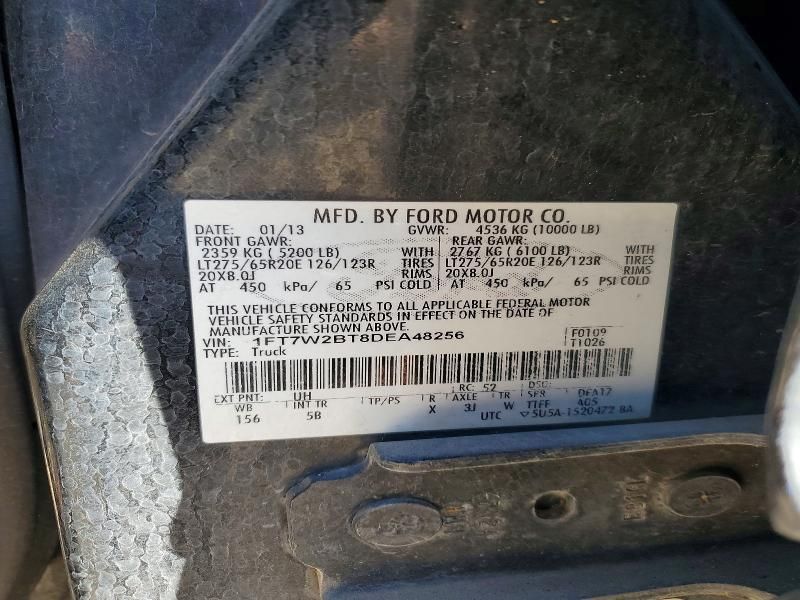 MFD. BY FORD MOTOR CO.
DATE: 01/13 GVWR: 4536 KG (10000 LB)
FRONT GAWR: REAR GAWR:
2359 KG ( 5200 LB) WITH 2767 KG ( 6100 LB) WITH
LT275/65R20E 126/123R TIRES LT275/65R20E 126/123R TIRES
20X8.0J RIMS 20X8.0J RIMS
AT 450 kPa/ 65 PSI COLD AT 450 kPa/ 65 PSI COLD
THIS VEHICLE CONFORMS TO ALL APPLICABLE FEDERAL MOTOR
VEHICLE SAFETY STANDARDS IN EFFECT ON THE DATE OF
MANUFACTURE SHOWN ABOVE.
VIN: 1FT7W2BT8DEA48256 F0109
TYPE: Truck T1026
EXT PNT: UH RC: 52 DSO: DEA17
WB INT TR TP/PS R AXLE TR SPR
156 5B X 3J W
UTC ▽5U5A-1520472-BA